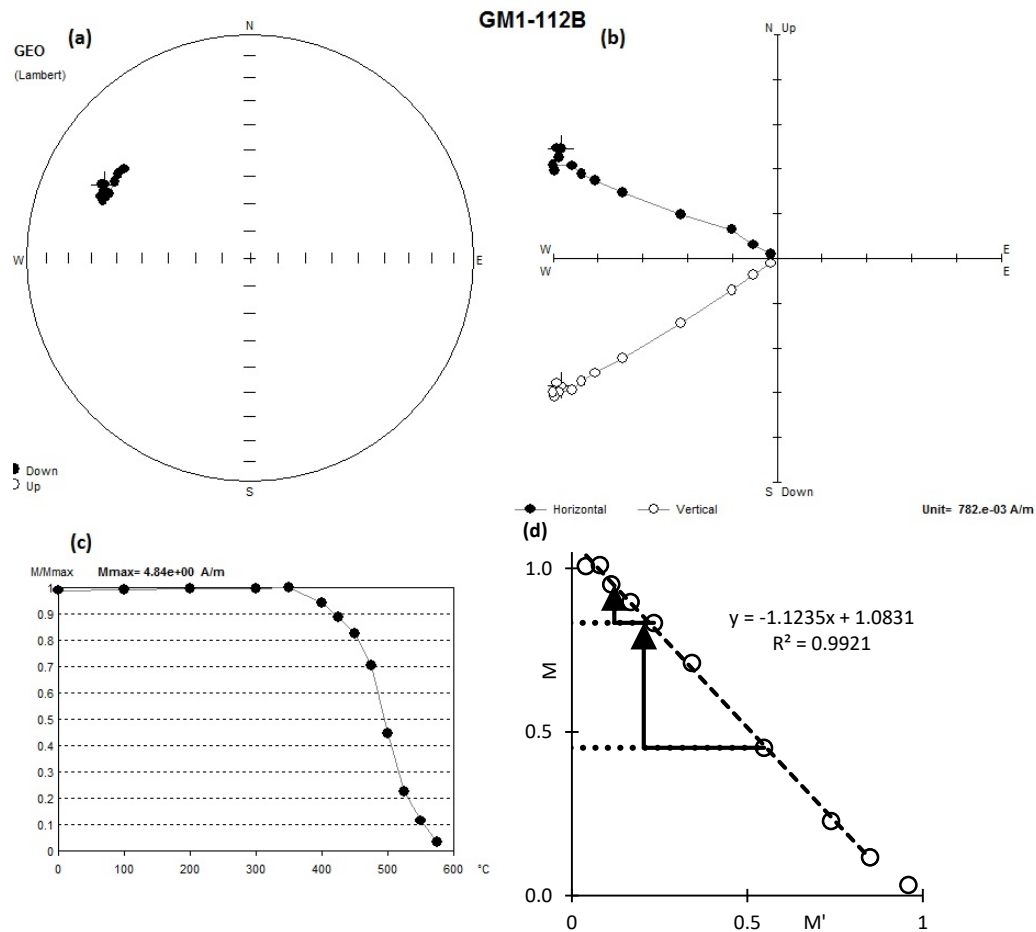 GM1-112B
(a)
GEO
(Lambert)
N
W
E
S
Down
Up
(b)
N Up
W
E
W
E
S Down
Horizontal
Vertical
Unit= 782.e-03 A/m
(c)
M/Mmax
Mmax= 4.84e+00 A/m
1
0.9
0.8
0.7
0.6
0.5
0.4
0.3
0.2
0.1
0
0 100 200 300 400 500 600 °C
(d)
1.0
0.5
0.0
M
y = -1.1235x + 1.0831
R² = 0.9921
0 0.5 M' 1